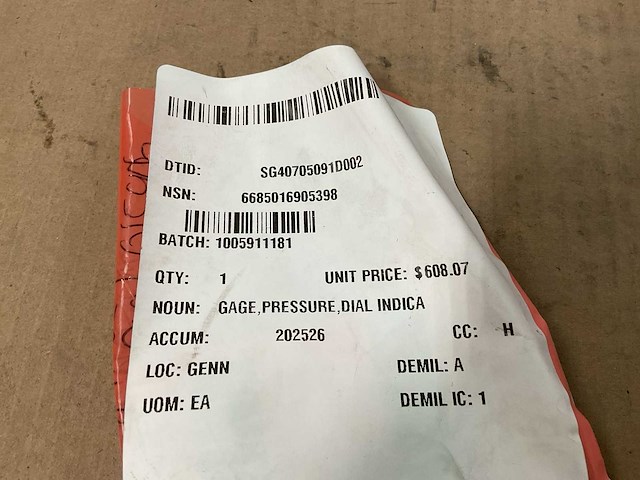 DTID: SG40705091D002
NSN: 6685016905398
BATCH: 1005911181
QTY: 1 UNIT PRICE: $608.07
NOUN: GAGE,PRESSURE,DIAL INDICA
ACCUM: 202526 CC: H
LOC: GENN DEMIL: A
UOM: EA DEMIL IC: 1